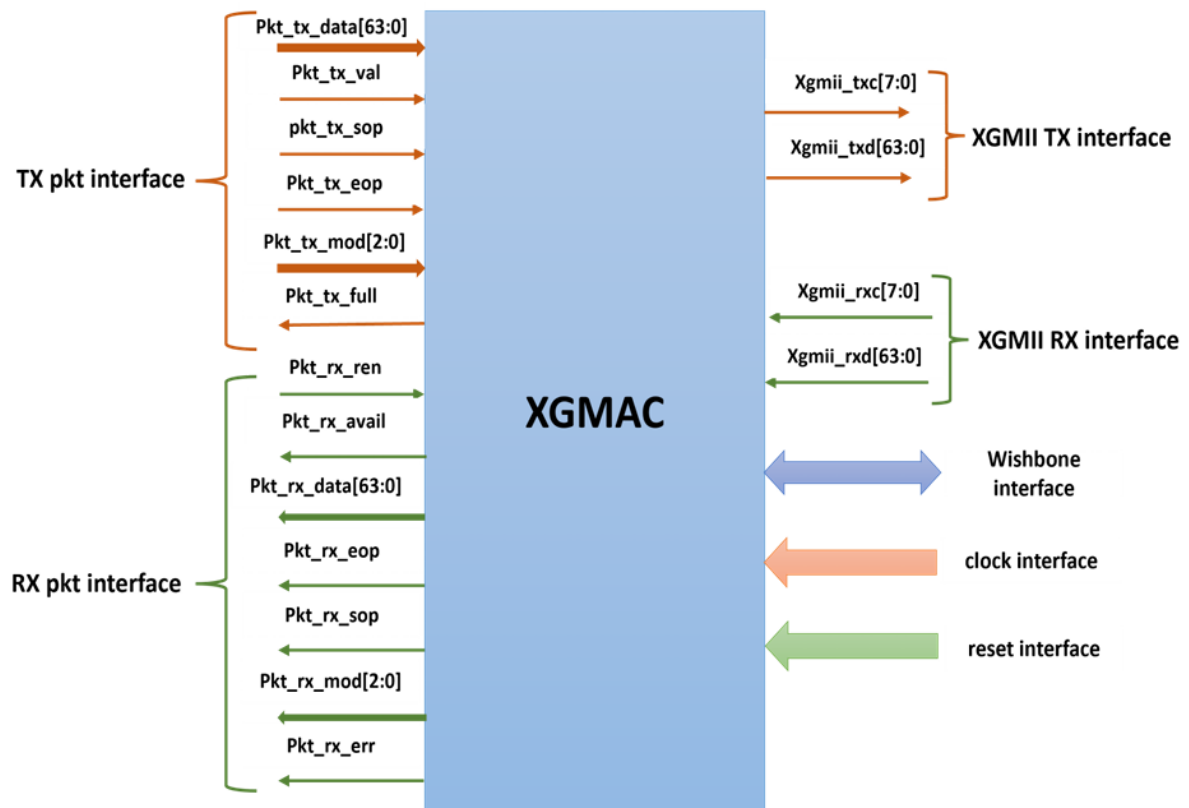 Pkt_tx_data[63:0]
Pkt_tx_val
pkt_tx_sop
Pkt_tx_eop
Pkt_tx_mod[2:0]
Pkt_tx_full
TX pkt interface
Pkt_rx_ren
Pkt_rx_avail
Pkt_rx_data[63:0]
Pkt_rx_eop
Pkt_rx_sop
Pkt_rx_mod[2:0]
Pkt_rx_err
RX pkt interface
XGMAC
Xgmii_txc[7:0]
Xgmii_txd[63:0]
XGMII TX interface
Xgmii_rxc[7:0]
Xgmii_rxd[63:0]
XGMII RX interface
Wishbone
interface
clock interface
reset interface